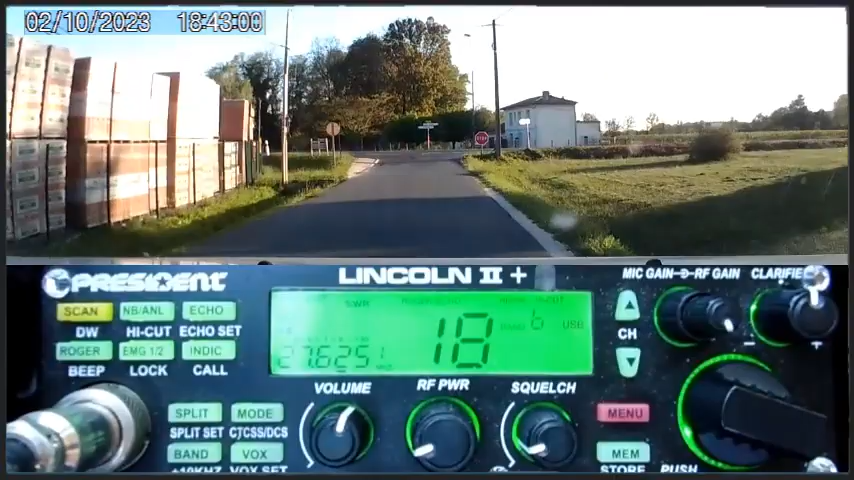 02/10/2023 18:43:00
STOP
PRESIDENT LINCOLN II + MIC GAIN RF GAIN CLARIFIER
SCAN NB/ANL ECHO
DW HI-CUT ECHO SET
ROGER EMG 1/2 INDIC
BEEP LOCK CALL
SWR
18
6
USB
27.6251
CH
VOLUME RF PWR SQUELCH
SPLIT MODE
SPLIT SET CTCSS/DCS
BAND VOX
+10KHZ VOX SET
MENU
MEM
STORE PUSH
- +